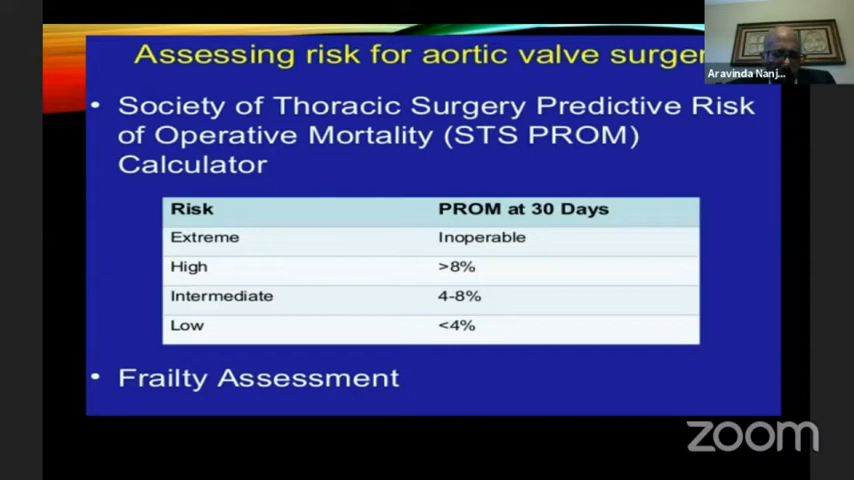 Assessing risk for aortic valve surger
Aravinda Nanj...
• Society of Thoracic Surgery Predictive Risk
of Operative Mortality (STS PROM)
Calculator
Risk PROM at 30 Days
Extreme Inoperable
High >8%
Intermediate 4-8%
Low <4%
• Frailty Assessment
zoom